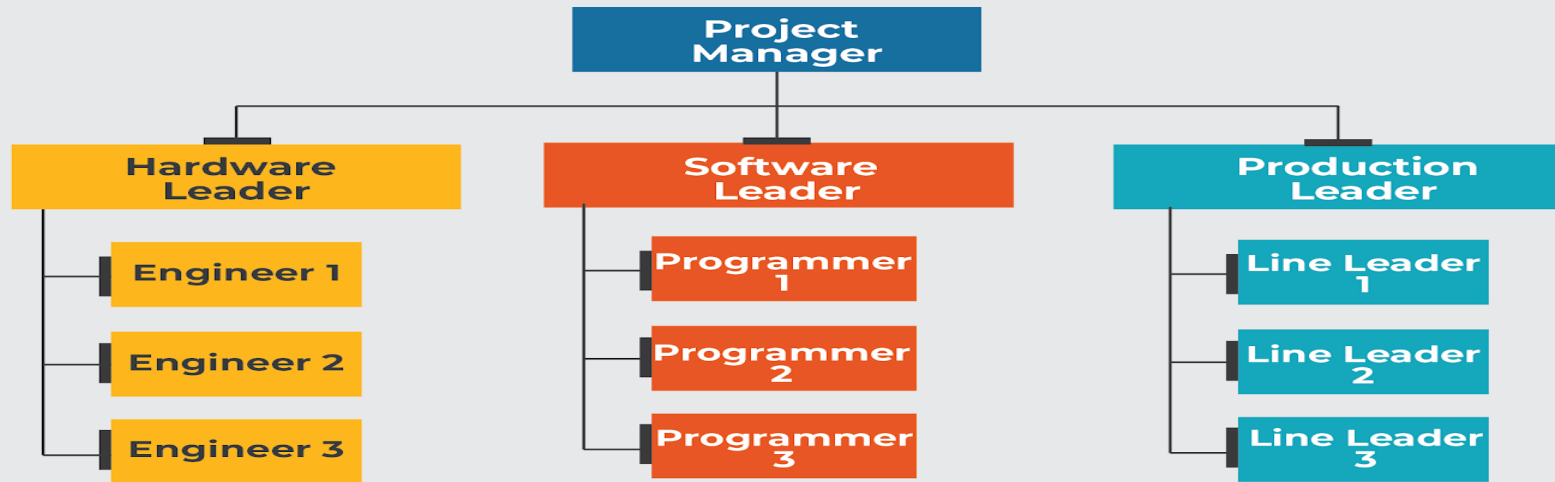 Project
Manager
Hardware
Leader
Engineer 1
Engineer 2
Engineer 3
Software
Leader
Programmer
1
Programmer
2
Programmer
3
Production
Leader
Line Leader
1
Line Leader
2
Line Leader
3